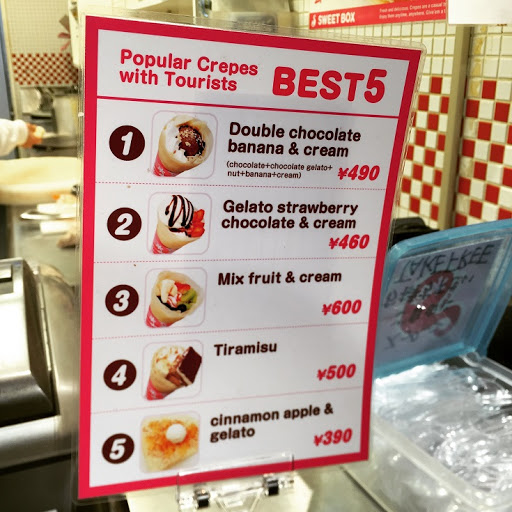 SWEET BOX
Popular Crepes
with Tourists
BEST5
1
Double chocolate
banana & cream
(chocolate+chocolate gelato+
nut+banana+cream)
¥490
2
Gelato strawberry
chocolate & cream
¥460
3
Mix fruit & cream
¥600
4
Tiramisu
¥500
5
cinnamon apple &
gelato
¥390
TAKE FREE